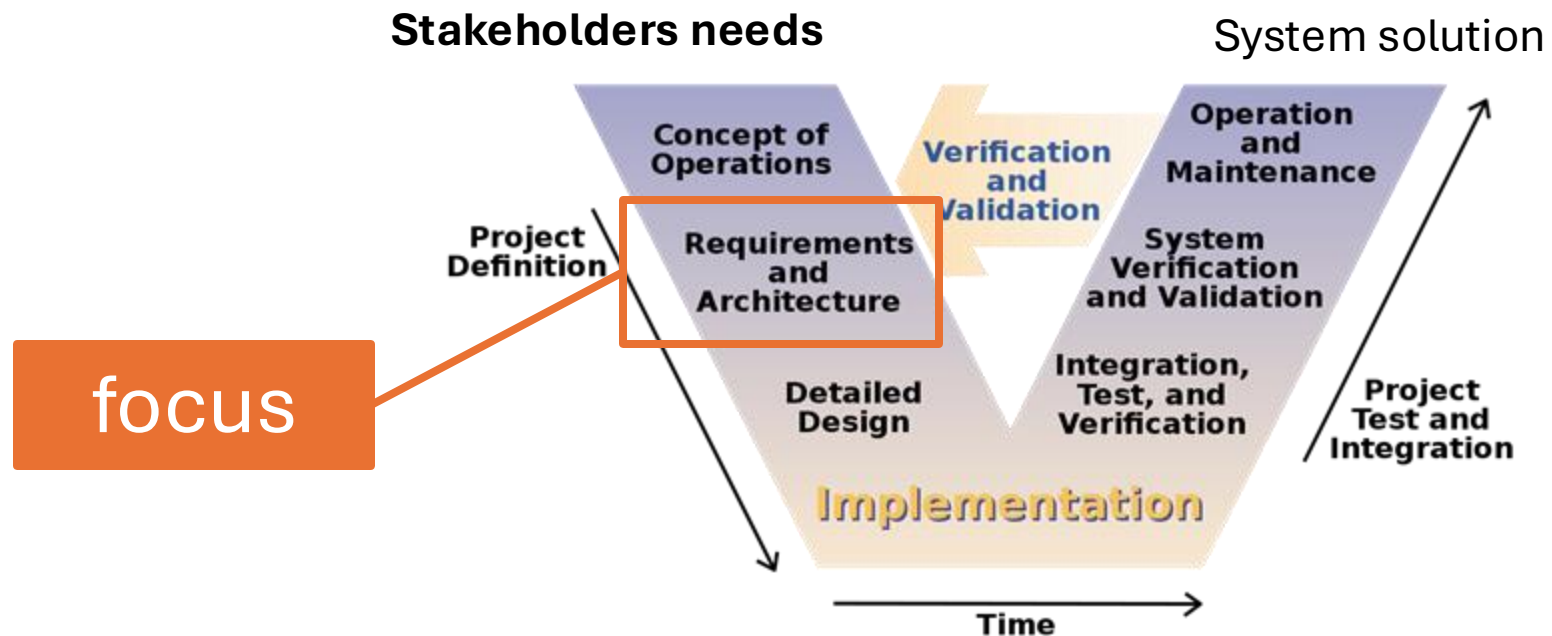 Stakeholders needs
System solution
Concept of
Operations
Verification
and
Validation
Operation
and
Maintenance
Project
Definition
Requirements
and
Architecture
System
Verification
and Validation
focus
Detailed
Design
Integration,
Test, and
Verification
Project
Test and
Integration
Implementation
Time